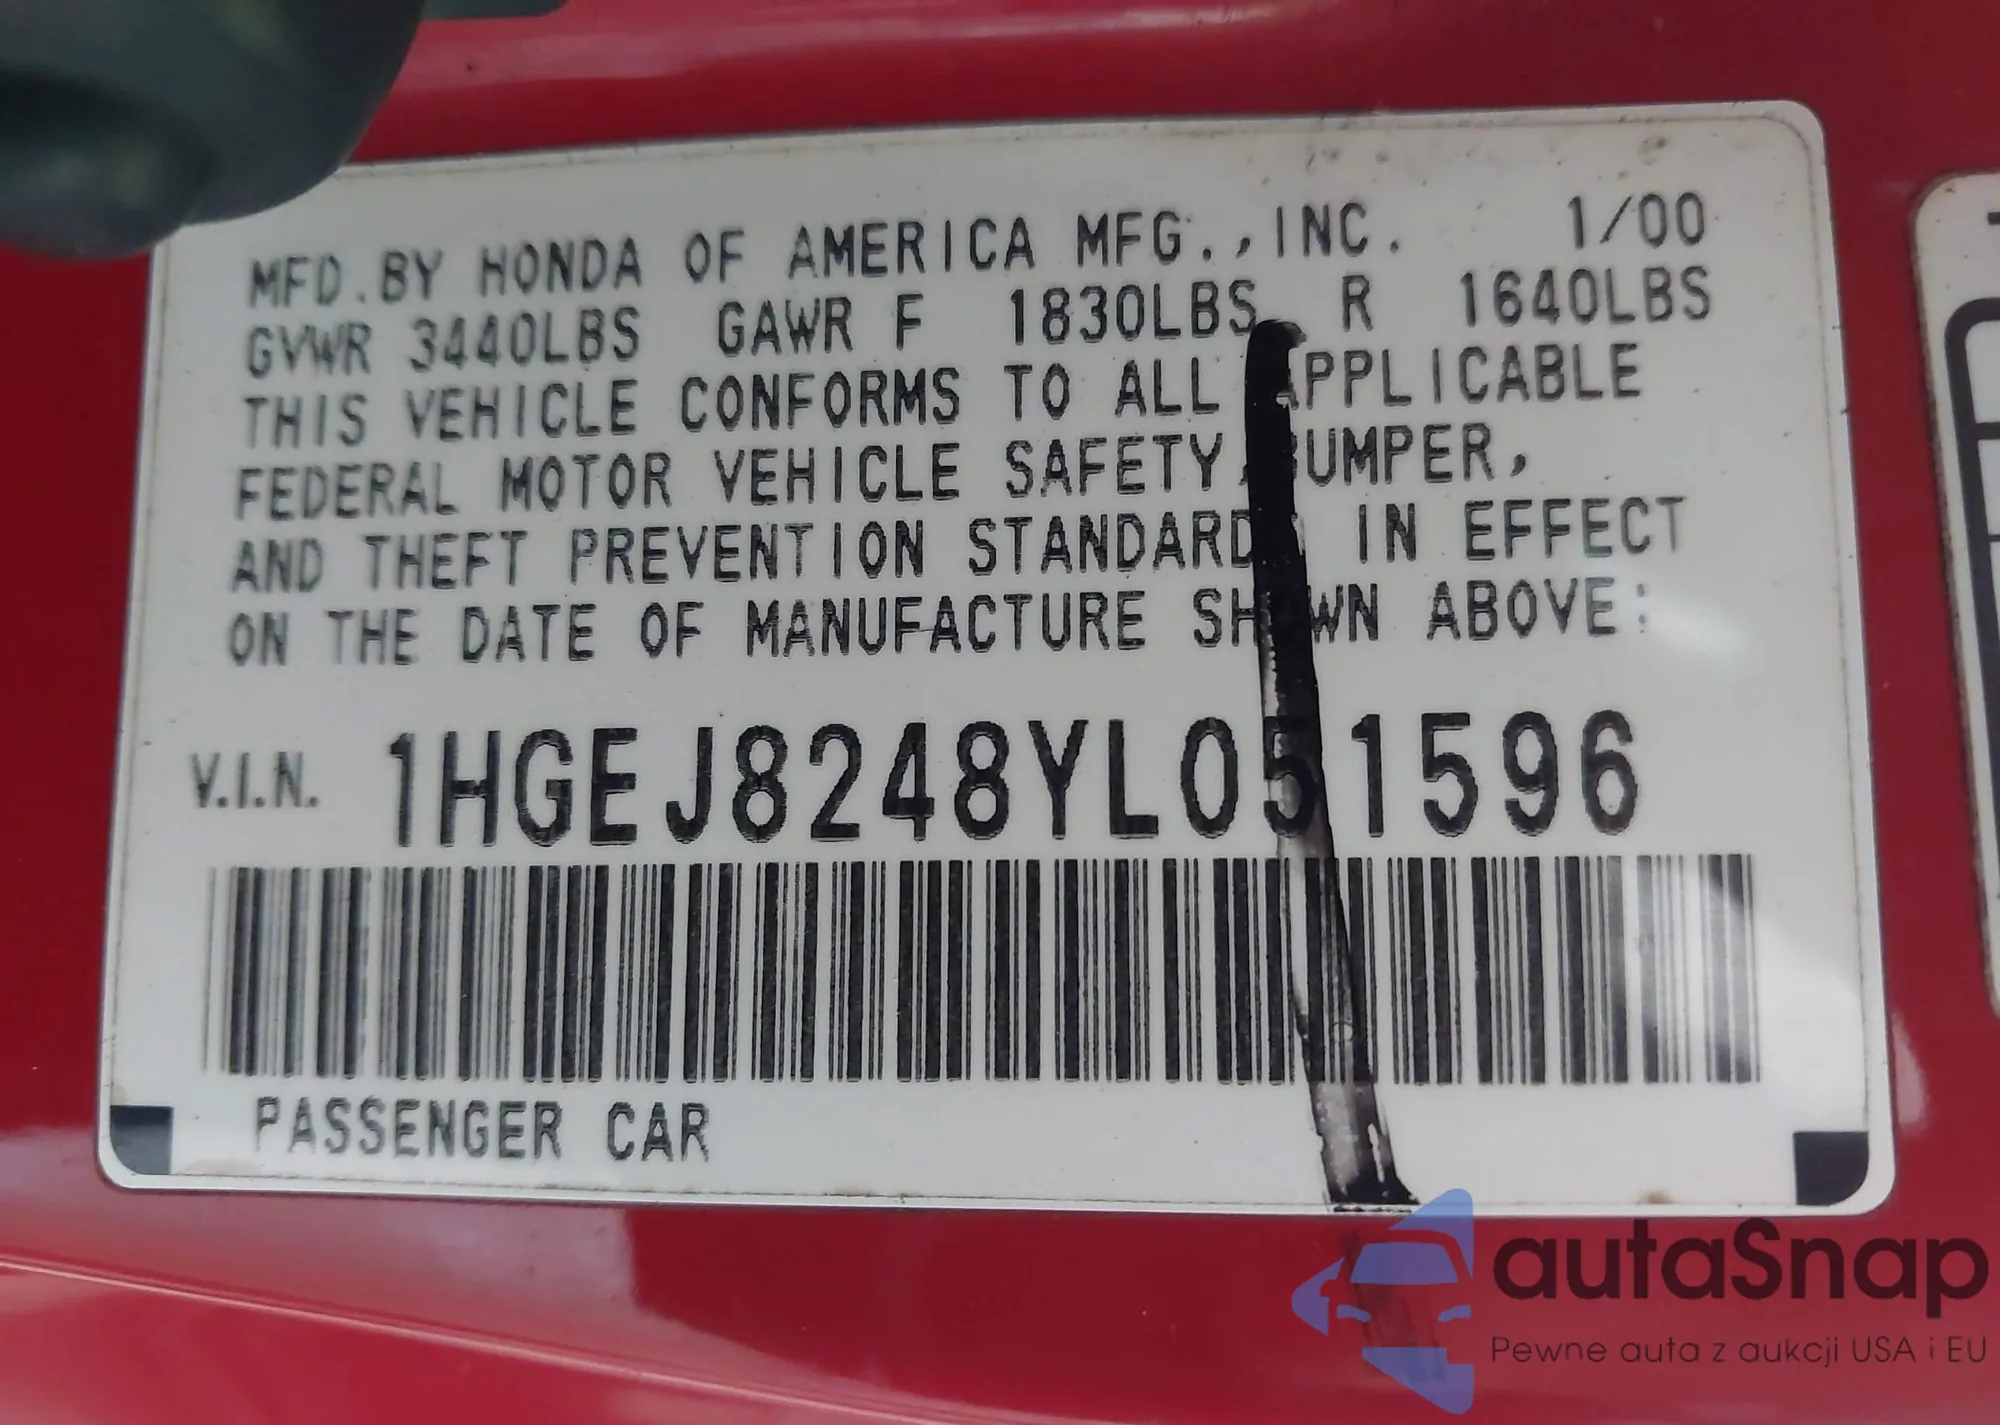 MFD.BY HONDA OF AMERICA MFG.,INC. 1/00
GVWR 3440LBS GAWR F 1830LBS R 1640LBS
THIS VEHICLE CONFORMS TO ALL APPLICABLE
FEDERAL MOTOR VEHICLE SAFETY,BUMPER,
AND THEFT PREVENTION STANDARDS IN EFFECT
ON THE DATE OF MANUFACTURE SHOWN ABOVE:
V.I.N. 1HGEJ8248YL051596
PASSENGER CAR
autaSnap
Pewne auta z aukcji USA i EU